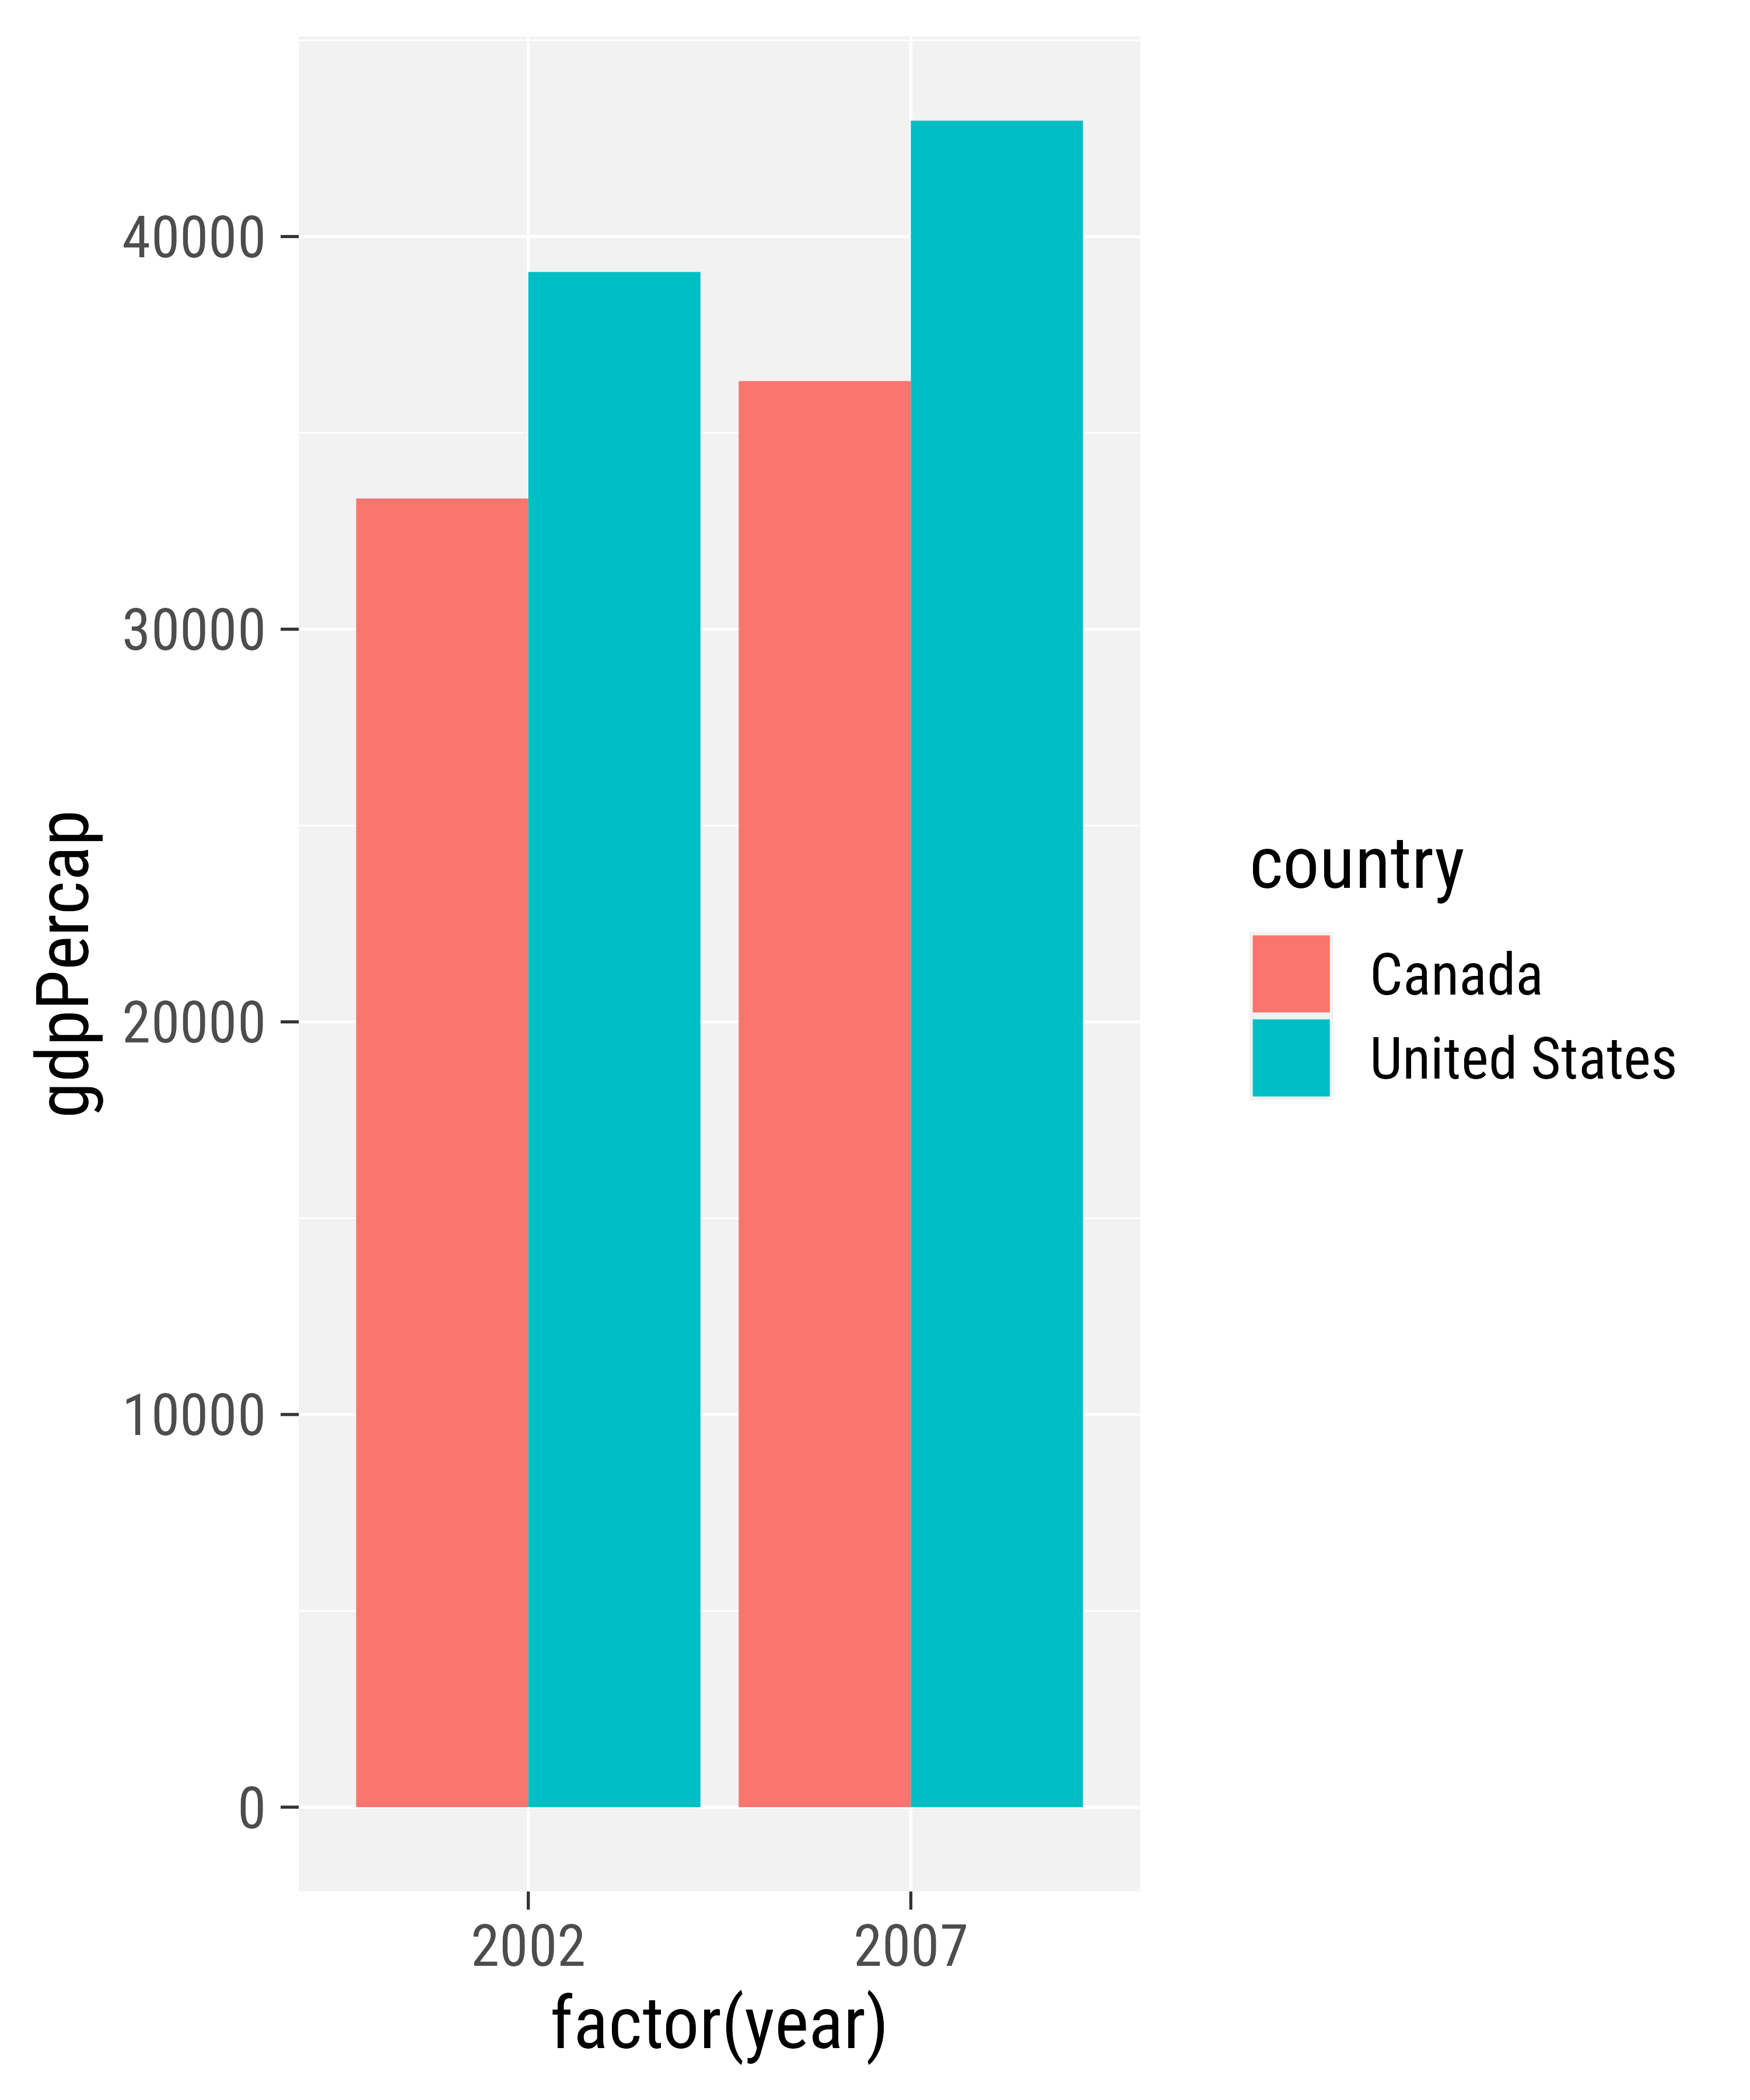 gdpPercap
40000
30000
20000
10000
0
2002 2007
factor(year)
country
Canada
United States